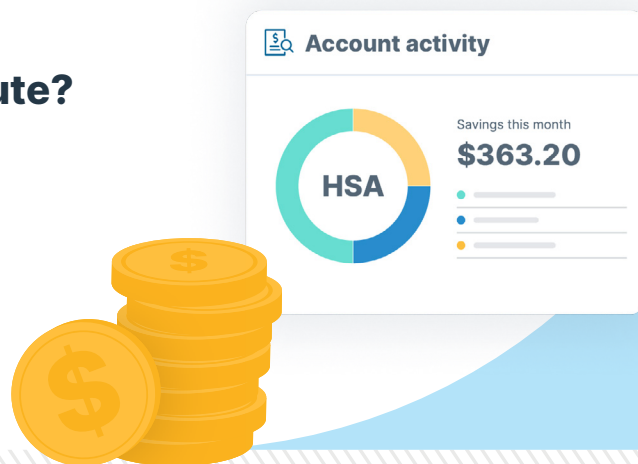 ute?
Account activity
HSA
Savings this month
$363.20
$
$